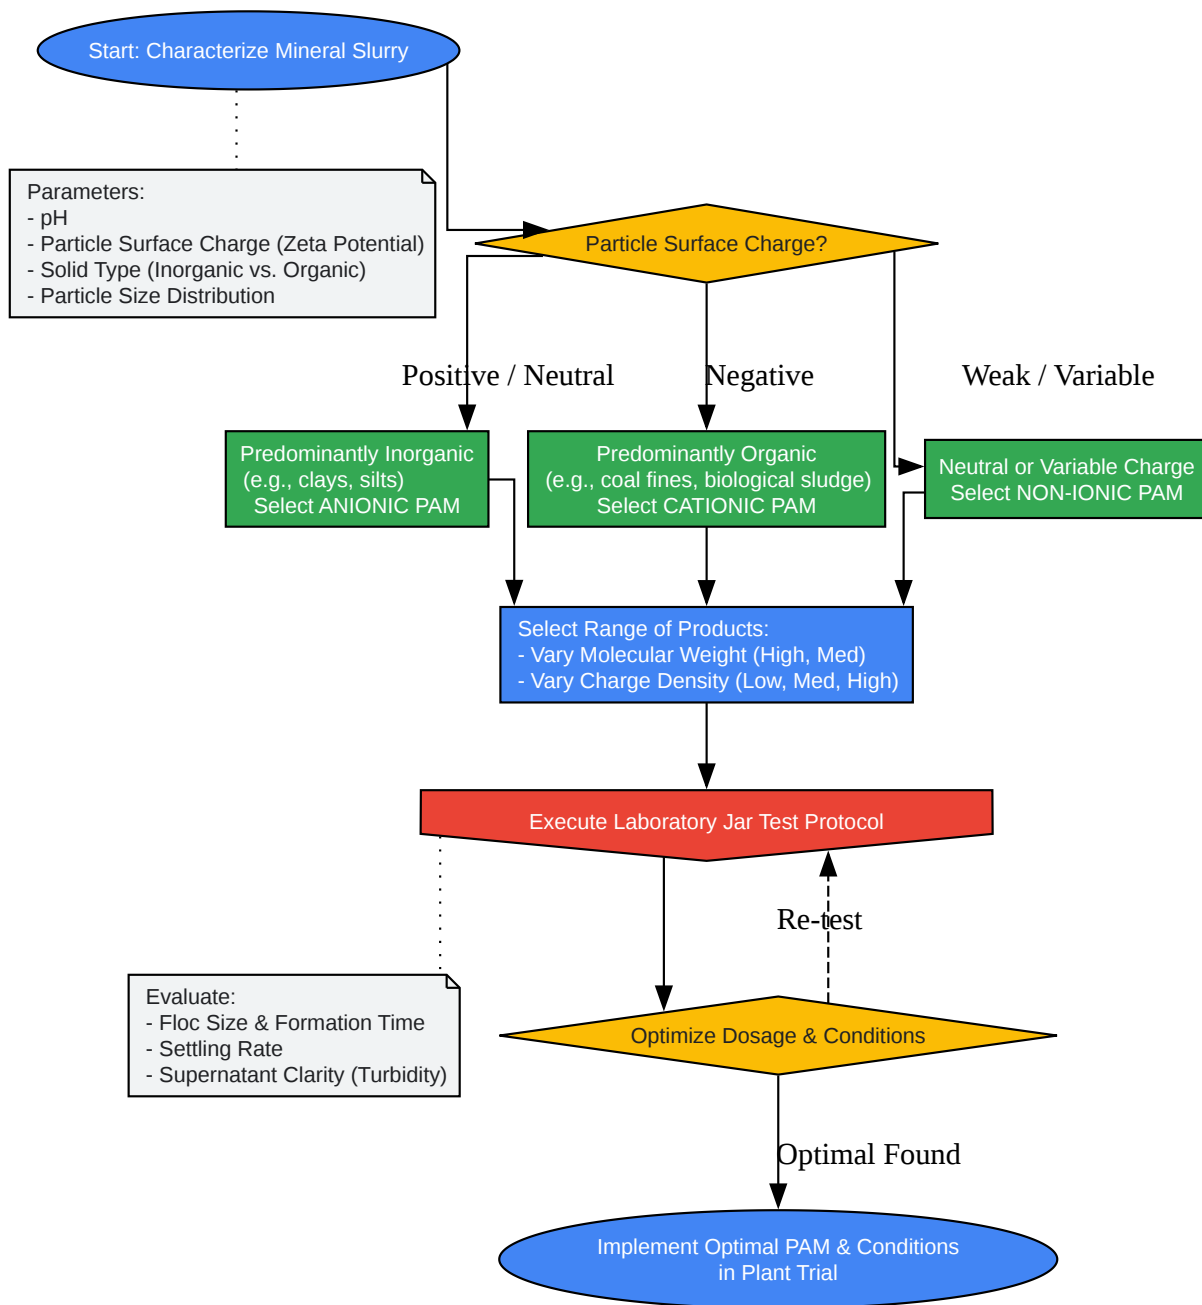 Start: Characterize Mineral Slurry
Parameters:
- pH
- Particle Surface Charge (Zeta Potential)
- Solid Type (Inorganic vs. Organic)
- Particle Size Distribution
Particle Surface Charge?
Positive / Neutral
Negative
Weak / Variable
Predominantly Inorganic
(e.g., clays, silts)
Select ANIONIC PAM
Predominantly Organic
(e.g., coal fines, biological sludge)
Select CATIONIC PAM
Neutral or Variable Charge
Select NON-IONIC PAM
Select Range of Products:
- Vary Molecular Weight (High, Med)
- Vary Charge Density (Low, Med, High)
Execute Laboratory Jar Test Protocol
Re-test
Evaluate:
- Floc Size & Formation Time
- Settling Rate
- Supernatant Clarity (Turbidity)
Optimize Dosage & Conditions
Optimal Found
Implement Optimal PAM & Conditions
in Plant Trial